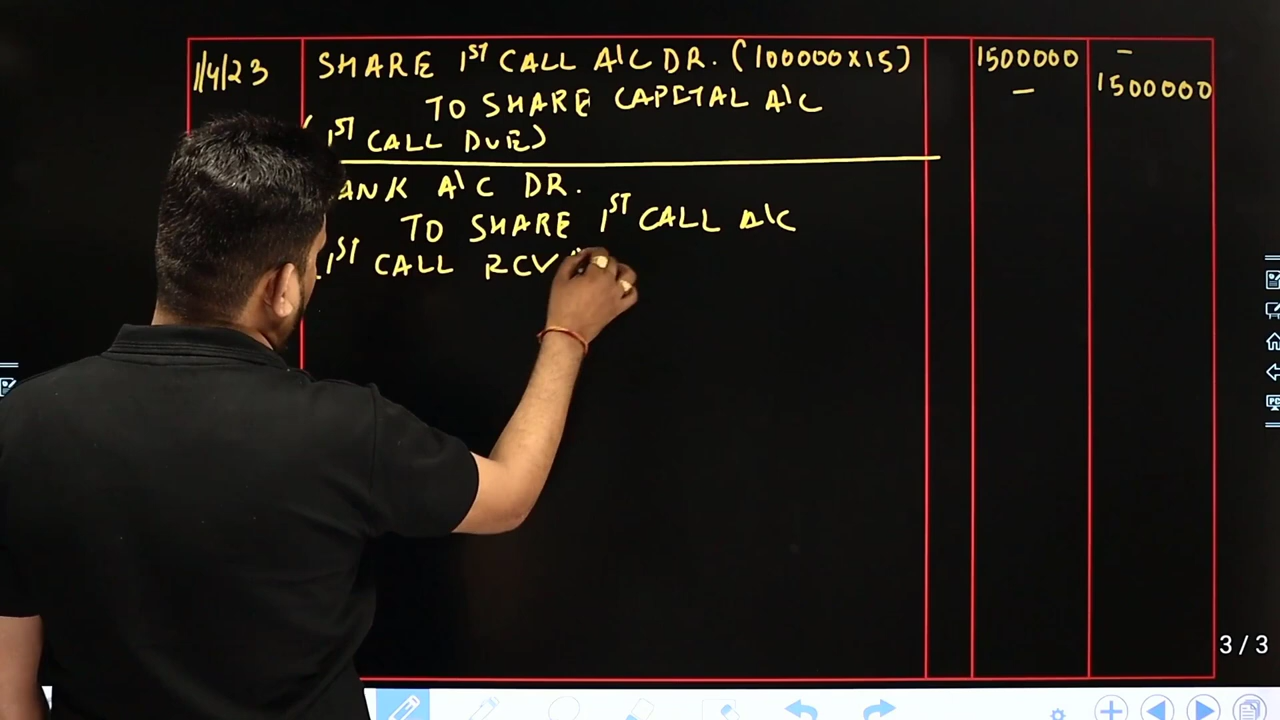 1/4/23 SHARE 1ST CALL A/C DR. (100000x15) 1500000 -
TO SHARE CAPITAL A/C - 1500000
1ST CALL DUE)
ANK A/C DR.
TO SHARE 1ST CALL A/C
1ST CALL RCV
3 / 3